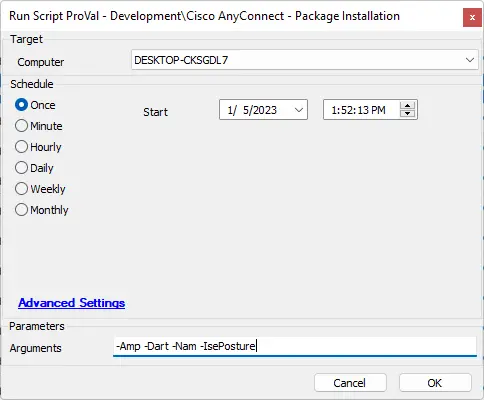 Run Script ProVal - Development\Cisco AnyConnect - Package Installation
x
Target
Computer
DESKTOP-CKSGDL7
Schedule
Once
Start
1/ 5/2023
1:52:13 PM
Minute
Hourly
Daily
Weekly
Monthly
Advanced Settings
Parameters
Arguments
-Amp -Dart -Nam -IsePosture
Cancel
OK